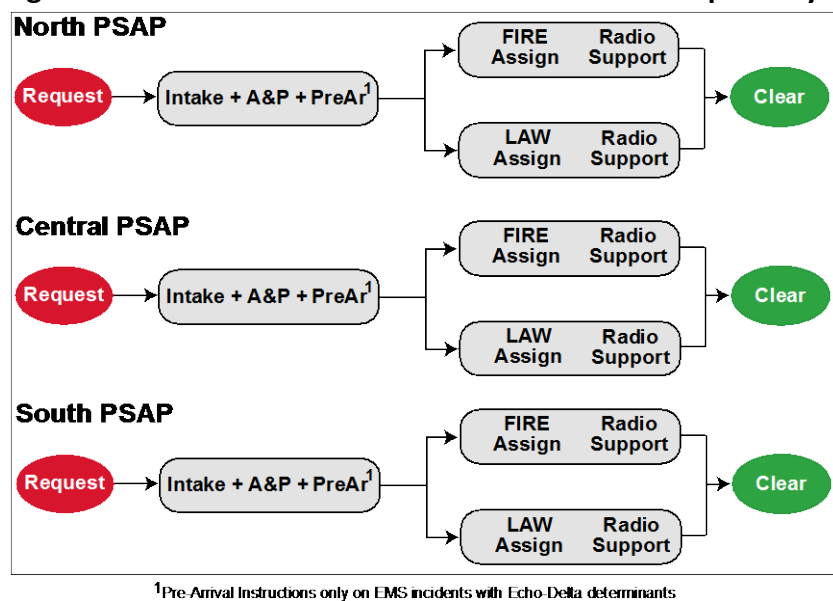 North PSAP
FIRE Radio
Assign Support
Request
Intake + A&P + PreAr1
Clear
LAW Radio
Assign Support
Central PSAP
FIRE Radio
Assign Support
Request
Intake + A&P + PreAr1
Clear
LAW Radio
Assign Support
South PSAP
FIRE Radio
Assign Support
Request
Intake + A&P + PreAr1
Clear
LAW Radio
Assign Support
1Pre-Arrival Instructions only on EMS incidents with Echo-Delta determinants